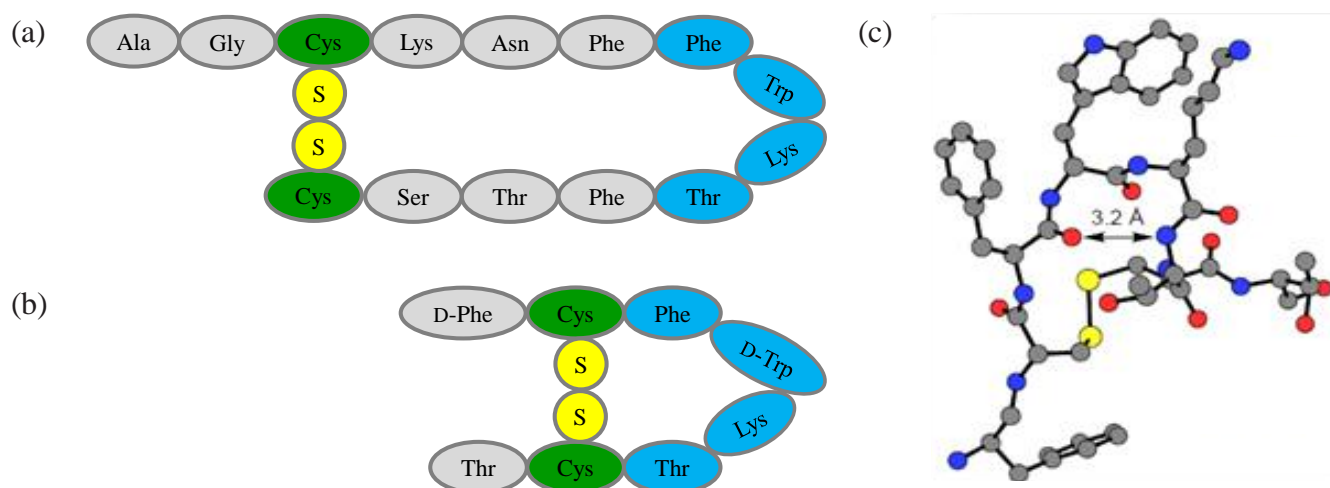 (a)
Ala Gly Cys Lys Asn Phe Phe
Trp
S
S
Lys
Cys Ser Thr Phe Thr
(b)
D-Phe Cys Phe
D-Trp
S
S
Lys
Thr Cys Thr
(c)
3.2 Å